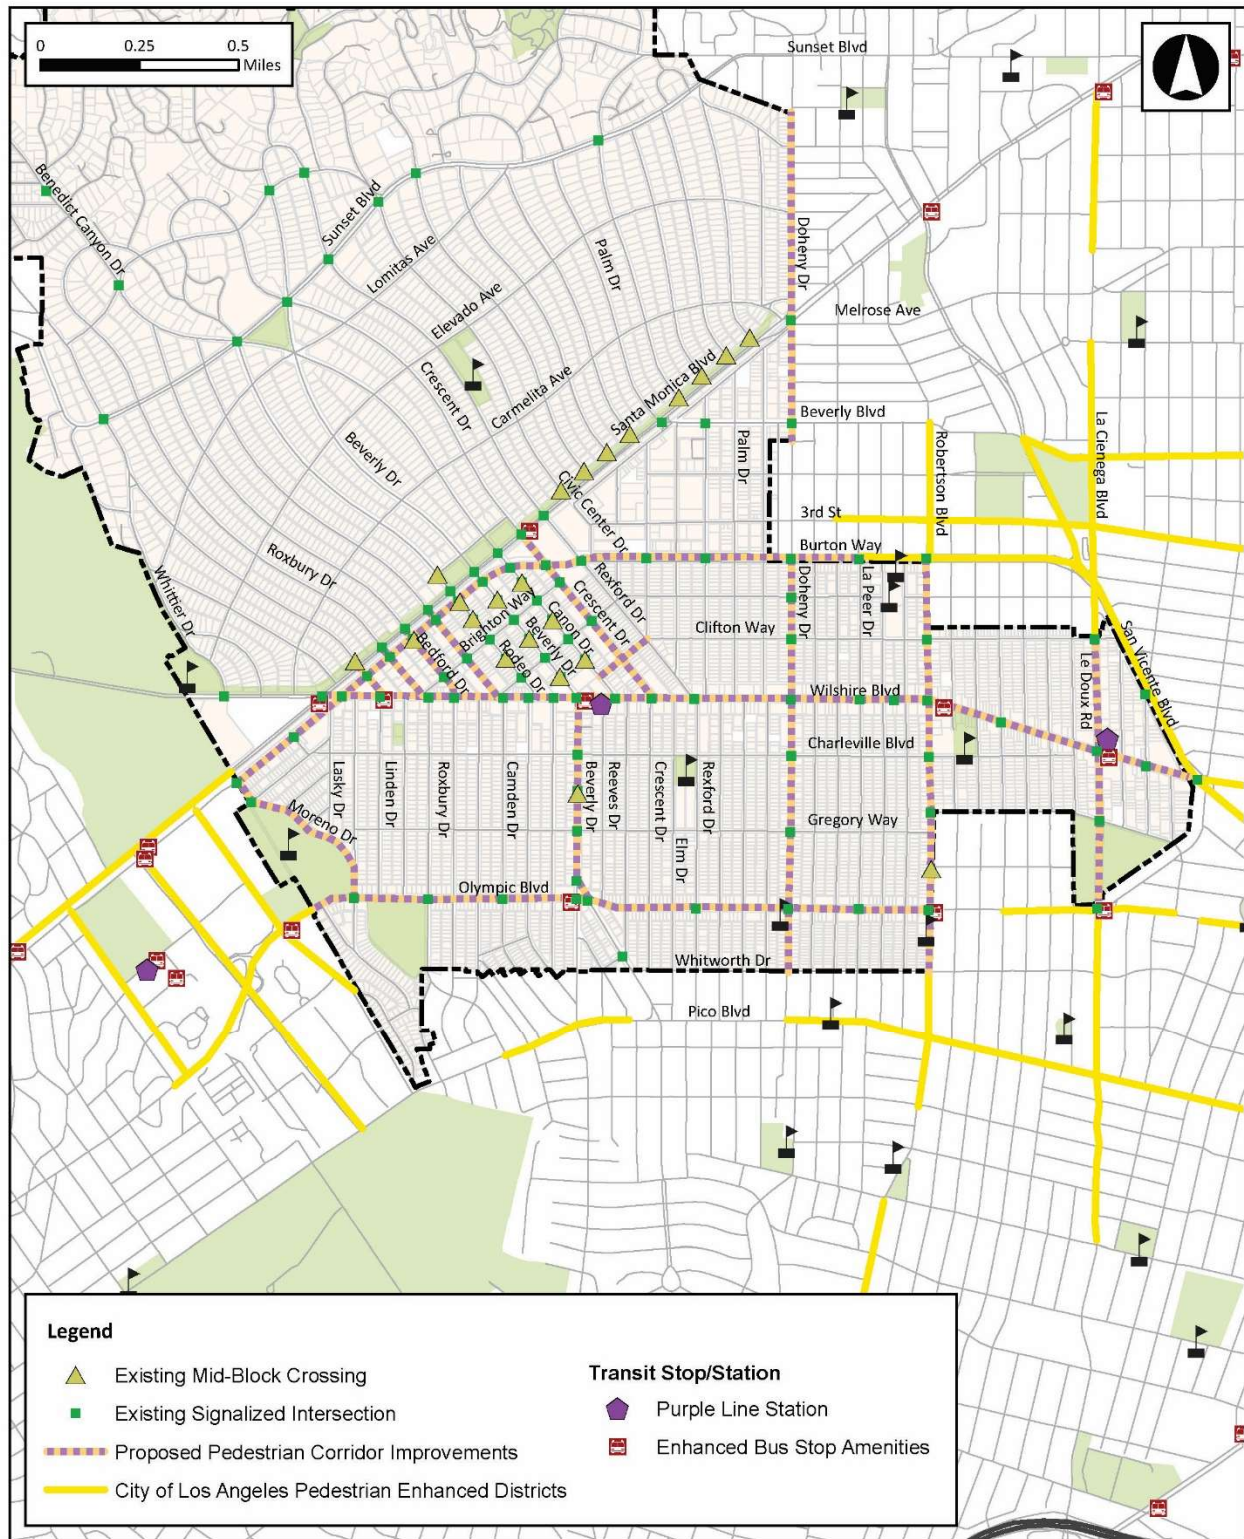 0 0.25 0.5
Miles
Sunset Blvd
Benedict Canyon Dr
Sunset Blvd
Lomitas Ave
Palm Dr
Doheny Dr
Elevado Ave
Melrose Ave
Crescent Dr
Carmelita Ave
Santa Monica Blvd
Beverly Blvd
La Cienega Blvd
Beverly Dr
Palm Dr
Robertson Blvd
Civic Center Dr
3rd St
Roxbury Dr
Burton Way
Whittier Dr
Rexford Dr
Crescent Dr
Doheny Dr
La Peer Dr
Brighton Way
Canon Dr
Clifton Way
Bedford Dr
Rodeo Dr
Beverly Dr
San Vicente Blvd
Le Doux Rd
Wilshire Blvd
Charleville Blvd
Lasky Dr
Linden Dr
Roxbury Dr
Camden Dr
Beverly Dr
Reeves Dr
Crescent Dr
Rexford Dr
Moreno Dr
Gregory Way
Elm Dr
Olympic Blvd
Whitworth Dr
Pico Blvd
Legend
Existing Mid-Block Crossing
Existing Signalized Intersection
Proposed Pedestrian Corridor Improvements
City of Los Angeles Pedestrian Enhanced Districts
Transit Stop/Station
Purple Line Station
Enhanced Bus Stop Amenities